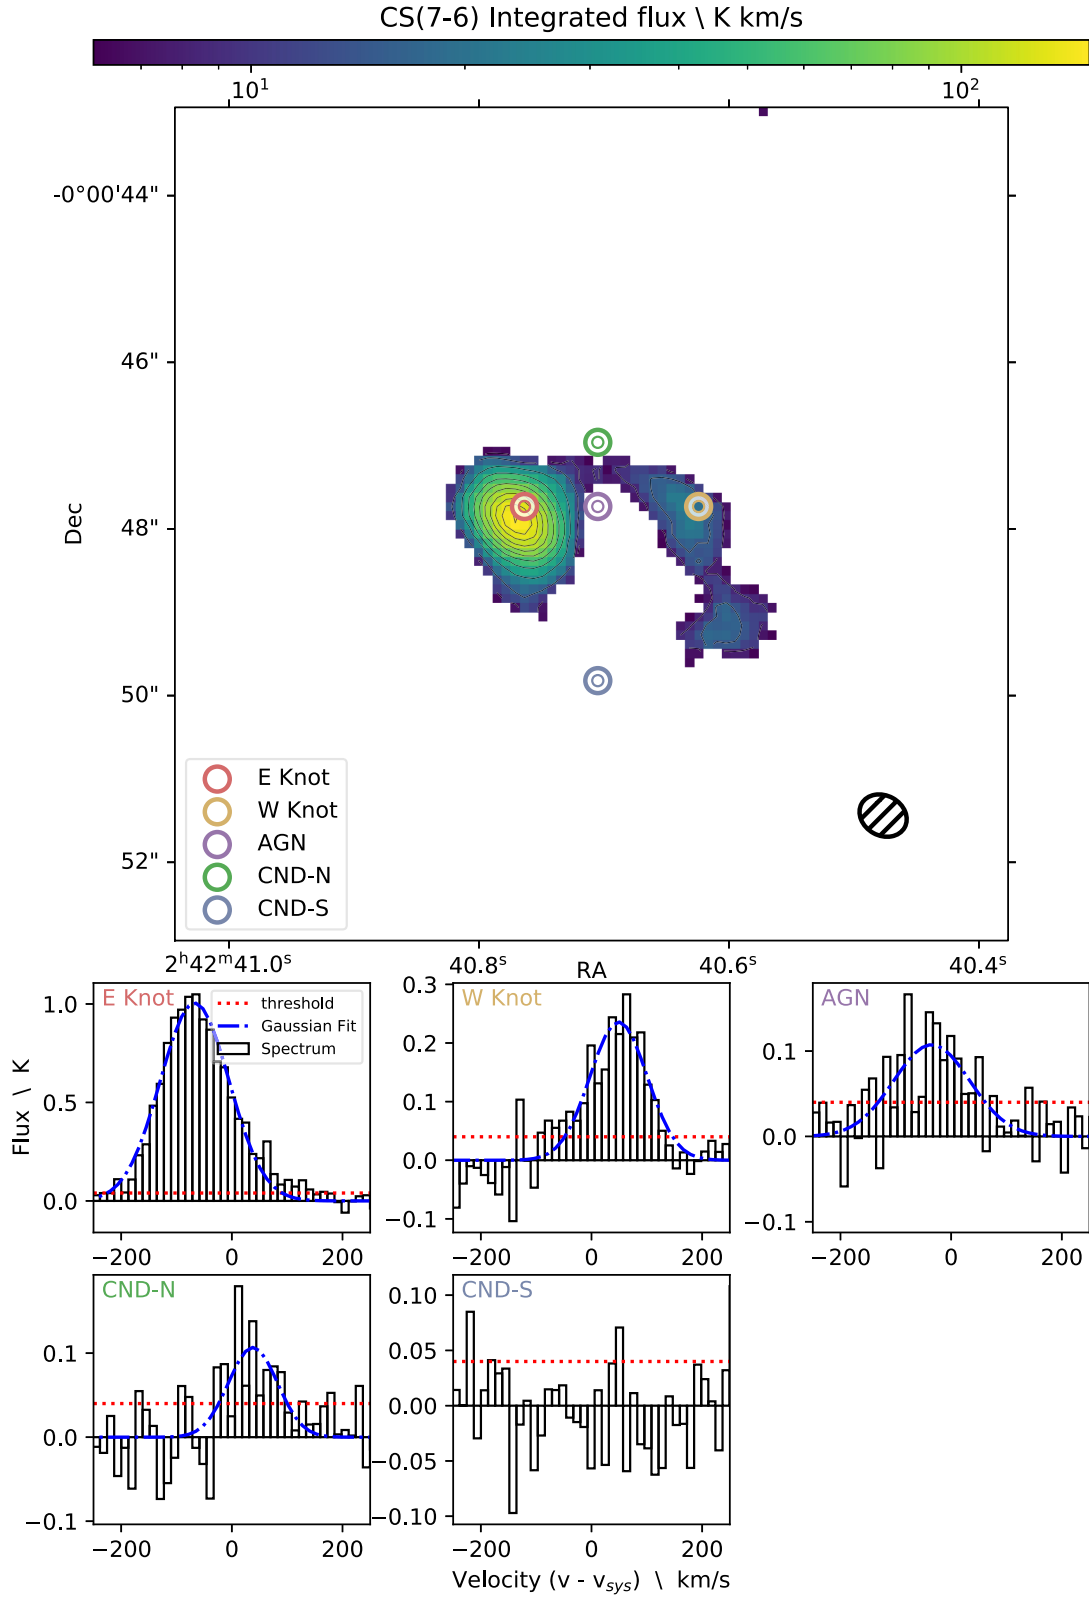 CS(7-6) Integrated flux \ K km/s
10¹ 10²
-0°00'44"
46"
48"
50"
52"
Dec
E Knot
W Knot
AGN
CND-N
CND-S
2ʰ42ᵐ41.0ˢ 40.8ˢ 40.6ˢ 40.4ˢ
RA
E Knot
threshold
Gaussian Fit
Spectrum
1.0
0.5
0.0
Flux \ K
−200 0 200
W Knot
0.3
0.2
0.1
0.0
−0.1
−200 0 200
AGN
0.1
0.0
−0.1
−200 0 200
CND-N
0.1
0.0
−0.1
−200 0 200
CND-S
0.10
0.05
0.00
−0.05
−0.10
−200 0 200
Velocity (v - v_sys) \ km/s